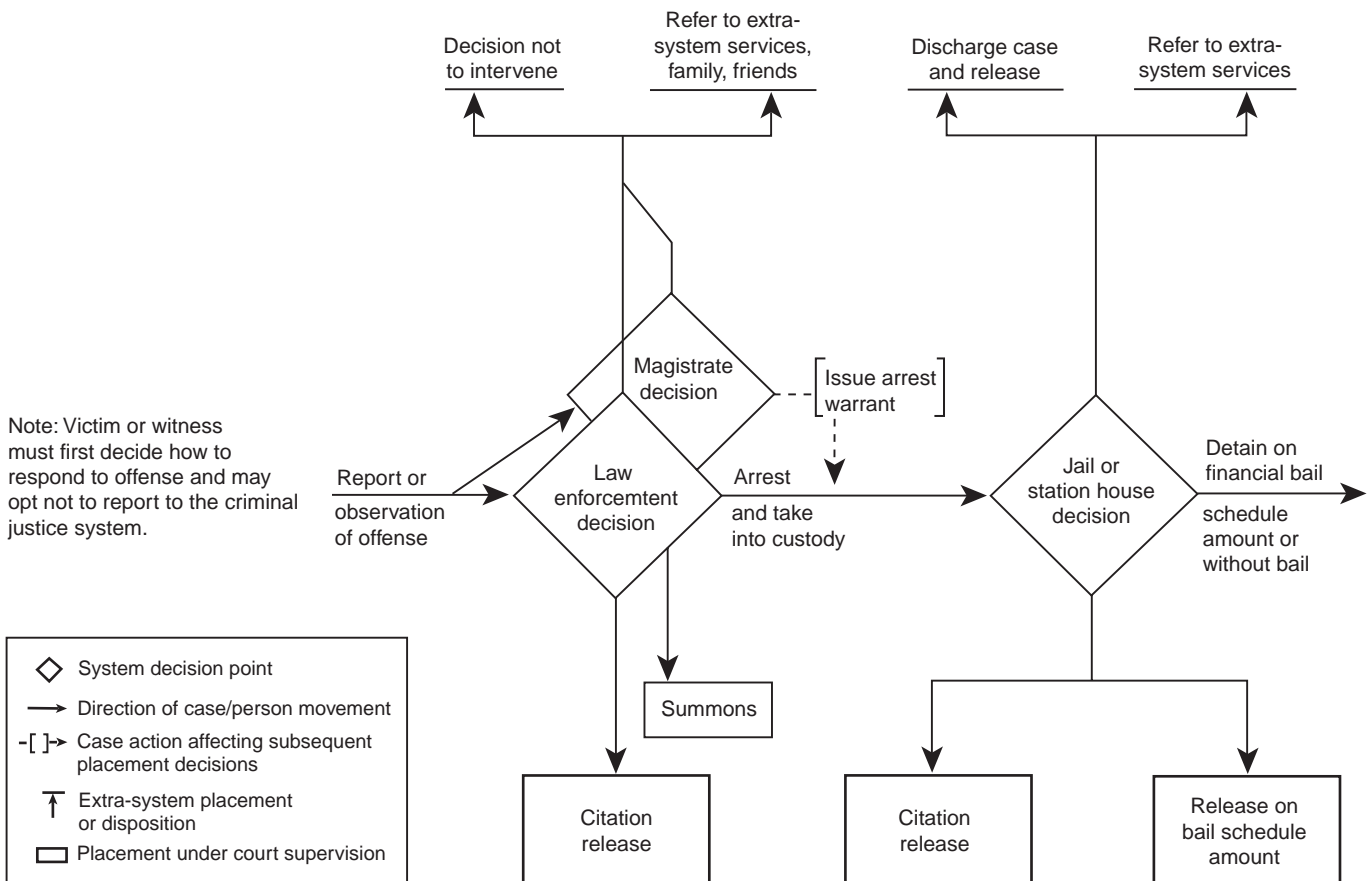 Decision not
to intervene
Refer to extra-
system services,
family, friends
Discharge case
and release
Refer to extra-
system services
Magistrate
decision
Issue arrest
warrant
Note: Victim or witness
must first decide how to
respond to offense and may
opt not to report to the criminal
justice system.
Report or
observation
of offense
Law
enforcemtent
decision
Arrest
and take
into custody
Jail or
station house
decision
Detain on
financial bail
schedule
amount or
without bail
System decision point
Direction of case/person movement
Case action affecting subsequent
placement decisions
Extra-system placement
or disposition
Placement under court supervision
Summons
Citation
release
Citation
release
Release on
bail schedule
amount